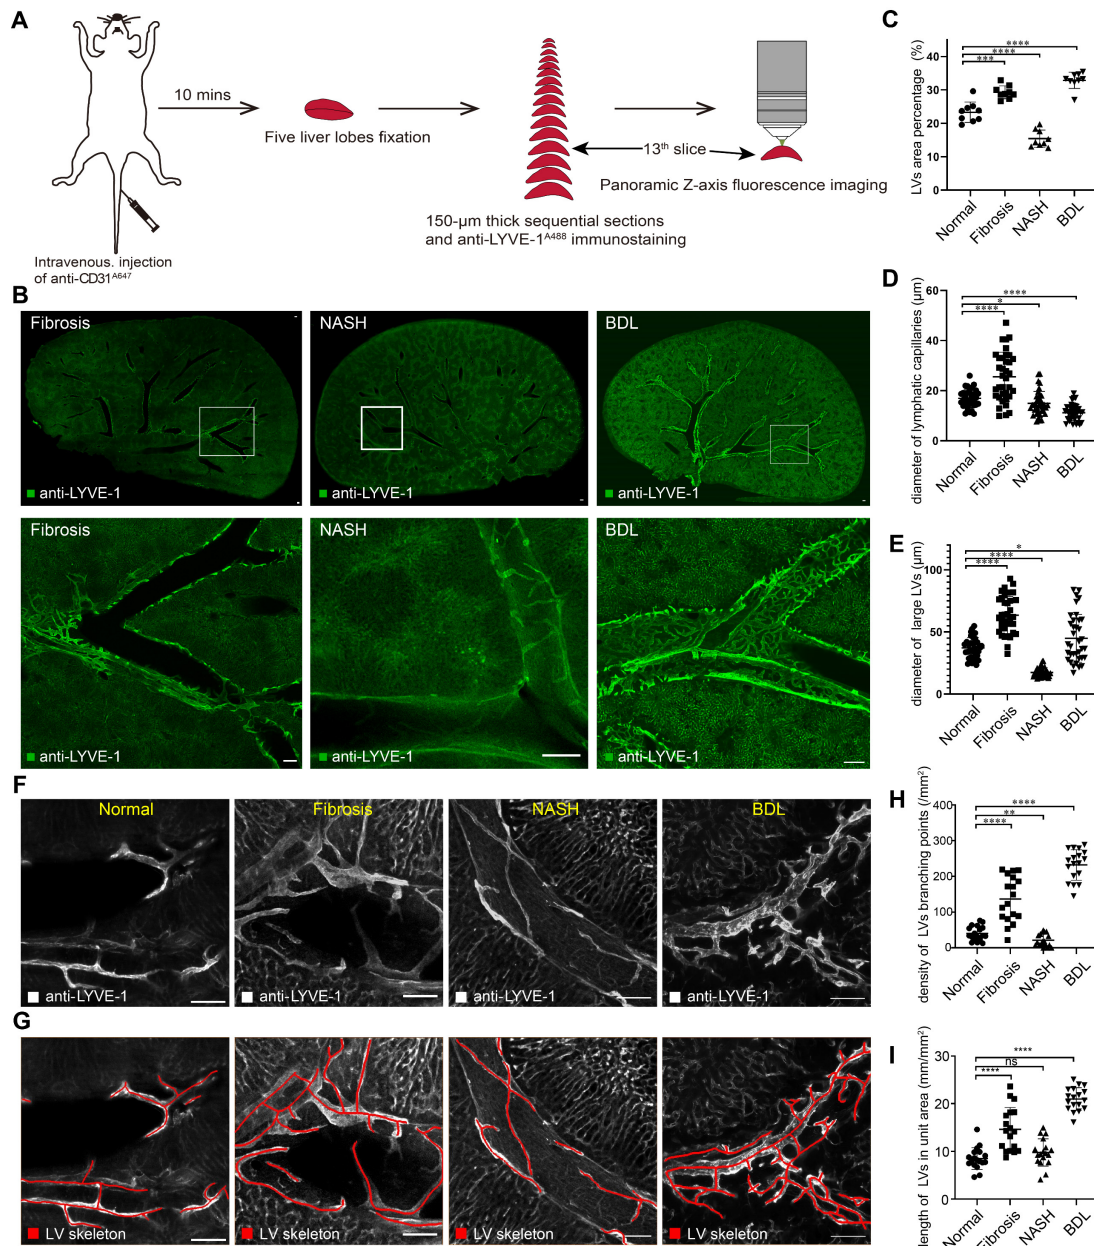 A
10 mins
Five liver lobes fixation
13th slice
Panoramic Z-axis fluorescence imaging
150-μm thick sequential sections
and anti-LYVE-1A488 immunostaining
Intravenous. injection
of anti-CD31A647
B
Fibrosis
NASH
BDL
anti-LYVE-1
anti-LYVE-1
anti-LYVE-1
Fibrosis
NASH
BDL
anti-LYVE-1
anti-LYVE-1
anti-LYVE-1
C
LVs area percentage (%)
40
30
20
10
0
****
****
***
Normal
Fibrosis
NASH
BDL
D
diameter of lymphatic capillaries (μm)
60
40
20
0
****
*
****
Normal
Fibrosis
NASH
BDL
E
diameter of large LVs (μm)
100
50
0
*
****
****
Normal
Fibrosis
NASH
BDL
F
Normal
Fibrosis
NASH
BDL
anti-LYVE-1
anti-LYVE-1
anti-LYVE-1
anti-LYVE-1
G
LV skeleton
LV skeleton
LV skeleton
LV skeleton
H
density of LVs branching points (/mm²)
400
300
200
100
0
****
**
****
Normal
Fibrosis
NASH
BDL
I
length of LVs in unit area (mm/mm²)
30
20
10
0
****
ns
****
Normal
Fibrosis
NASH
BDL